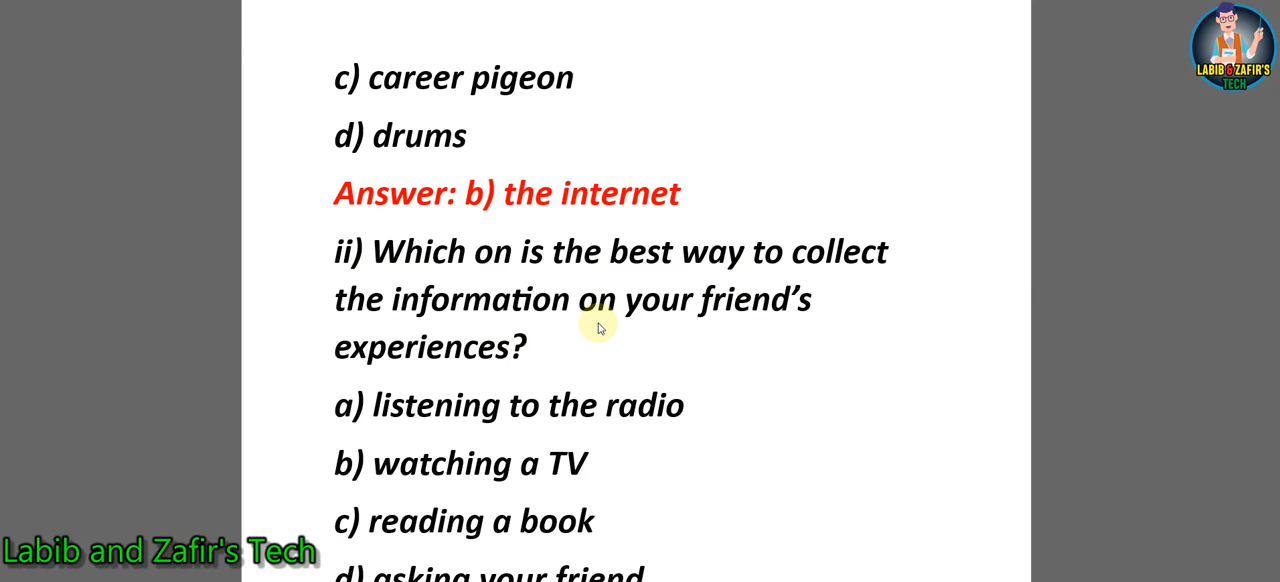 c) career pigeon
d) drums
Answer: b) the internet
ii) Which on is the best way to collect
the information on your friend’s
experiences?
a) listening to the radio
b) watching a TV
c) reading a book
d) asking your friend
LABIB & ZAFIR'S
TECH
Labib and Zafir's Tech